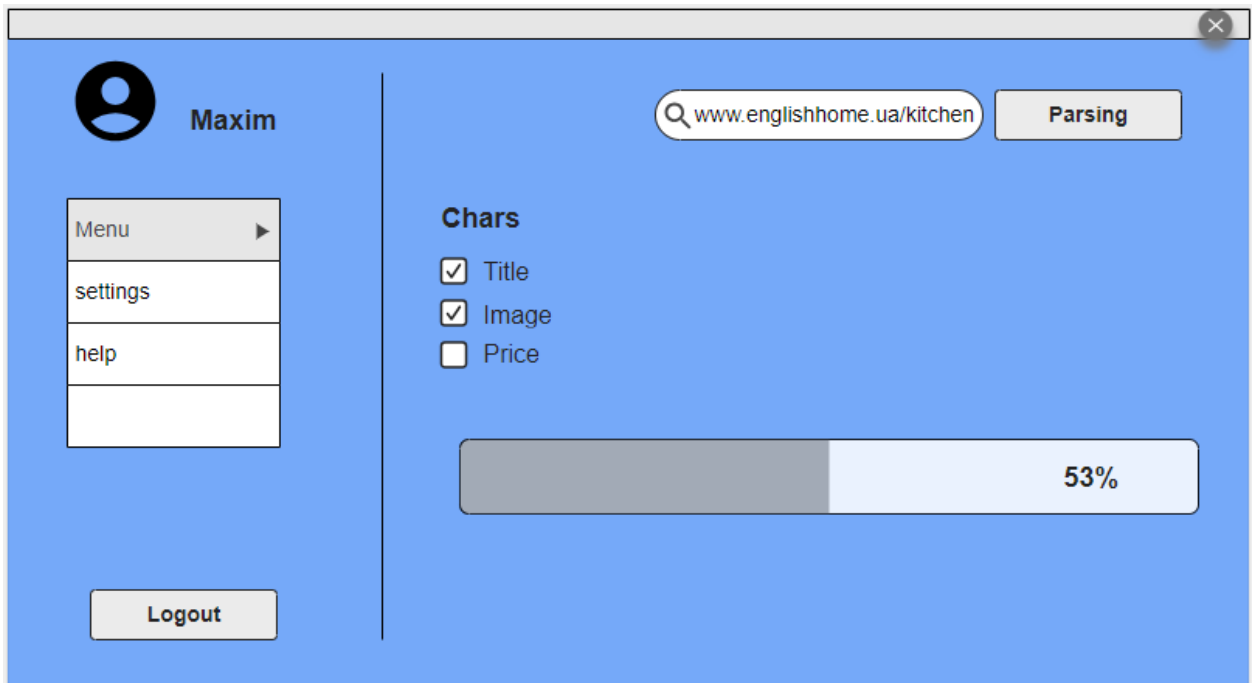 Maxim
www.englishhome.ua/kitchen
Parsing
Menu
settings
help
Logout
Chars
Title
Image
Price
53%